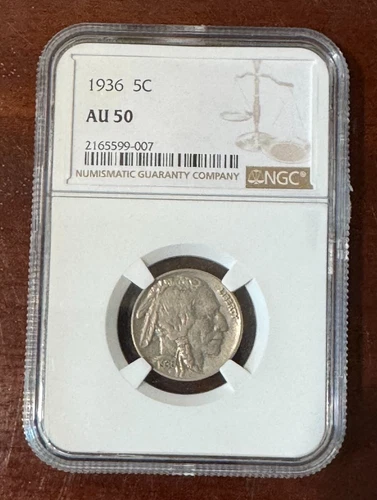 1936 5C
AU 50
2165599-007
NUMISMATIC GUARANTY COMPANY NGC®
LIBERTY